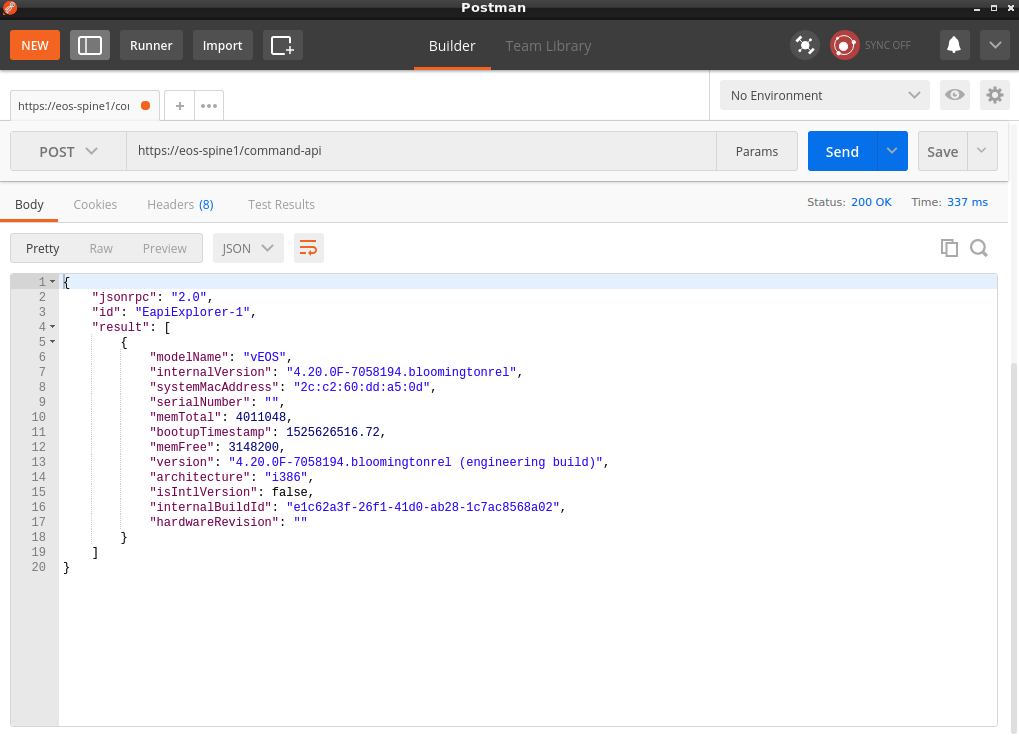 Postman
NEW
Runner
Import
Builder
Team Library
SYNC OFF
https://eos-spine1/con
+
•••
No Environment
POST
https://eos-spine1/command-api
Params
Send
Save
Body
Cookies
Headers (8)
Test Results
Status: 200 OK
Time: 337 ms
Pretty
Raw
Preview
JSON
1 {
2 "jsonrpc": "2.0",
3 "id": "EapiExplorer-1",
4 "result": [
5 {
6 "modelName": "vEOS",
7 "internalVersion": "4.20.0F-7058194.bloomingtonrel",
8 "systemMacAddress": "2c:c2:60:dd:a5:0d",
9 "serialNumber": "",
10 "memTotal": 4011048,
11 "bootupTimestamp": 1525626516.72,
12 "memFree": 3148200,
13 "version": "4.20.0F-7058194.bloomingtonrel (engineering build)",
14 "architecture": "i386",
15 "isIntlVersion": false,
16 "internalBuildId": "e1c62a3f-26f1-41d0-ab28-1c7ac8568a02",
17 "hardwareRevision": ""
18 }
19 ]
20 }